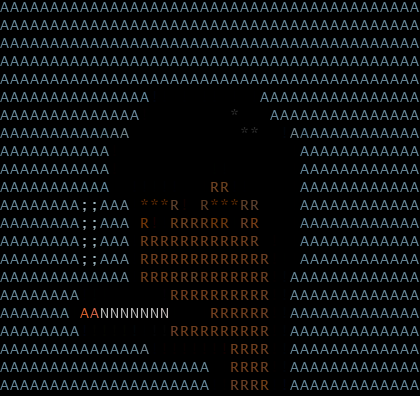 AAAAAAAAAAAAAAAAAAAAAAAAAAAAAAAAAAAAAAAAAA
AAAAAAAAAAAAAAAAAAAAAAAAAAAAAAAAAAAAAAAAAA
AAAAAAAAAAAAAAAAAAAAAAAAAAAAAAAAAAAAAAAAAA
AAAAAAAAAAAAAAAAAAAAAAAAAAAAAAAAAAAAAAAAAA
AAAAAAAAAAAAAAAAAAAAAAAAAAAAAAAAAAAAAAAAAA
AAAAAAAAAAAAAAA           AAAAAAAAAAAAAAAA
AAAAAAAAAAAAAA         *   AAAAAAAAAAAAAAA
AAAAAAAAAAAAA           **   AAAAAAAAAAAAA
AAAAAAAAAAA                   AAAAAAAAAAAA
AAAAAAAAAAA                   AAAAAAAAAAAA
AAAAAAAAAAA          RR       AAAAAAAAAAAA
AAAAAAAA;;AAA ***R  R***RR    AAAAAAAAAAAA
AAAAAAAA;;AAA R  RRRRRR RR    AAAAAAAAAAAA
AAAAAAAA;;AAA RRRRRRRRRRRR    AAAAAAAAAAAA
AAAAAAAA;;AAA RRRRRRRRRRRRR   AAAAAAAAAAAA
AAAAAAAAAAAAA RRRRRRRRRRRRR  AAAAAAAAAAAAA
AAAAAAAA         RRRRRRRRRR  AAAAAAAAAAAAA
AAAAAAA AANNNNNNN    RRRRRR  AAAAAAAAAAAAA
AAAAAAAA         RRRRRRRRRR  AAAAAAAAAAAAA
AAAAAAAAAAAAAAA        RRRR  AAAAAAAAAAAAA
AAAAAAAAAAAAAAAAAAAAA  RRRR  AAAAAAAAAAAAA
AAAAAAAAAAAAAAAAAAAAA  RRRR  AAAAAAAAAAAAA